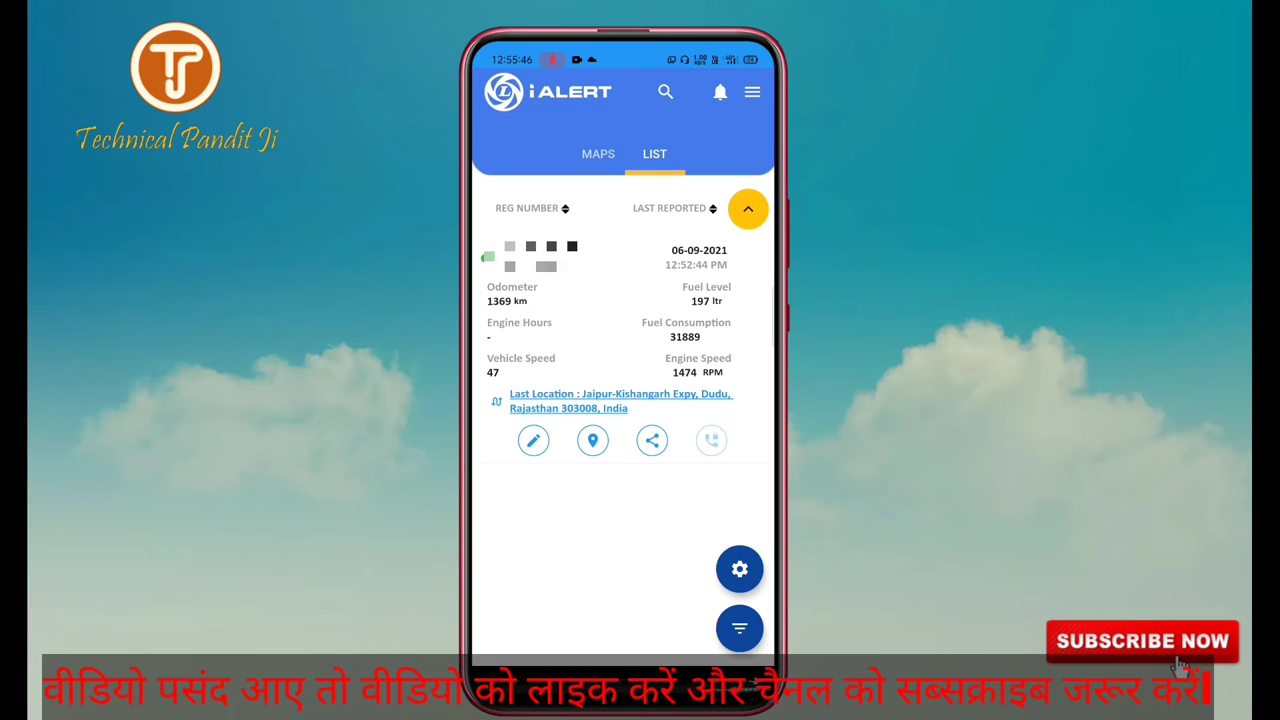 Technical Pandit Ji
12:55:46
i ALERT
MAPS LIST
REG NUMBER LAST REPORTED
06-09-2021
12:52:44 PM
Odometer Fuel Level
1369 km 197 ltr
Engine Hours Fuel Consumption
- 31889
Vehicle Speed Engine Speed
47 1474 RPM
Last Location : Jaipur-Kishangarh Expy, Dudu,
Rajasthan 303008, India
SUBSCRIBE NOW
वीडियो पसंद आए तो वीडियो को लाइक करें और चैनल को सब्सक्राइब जरूर करें।